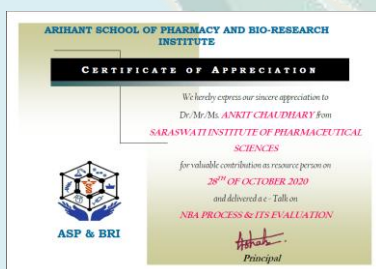 ARIHANT SCHOOL OF PHARMACY AND BIO-RESEARCH
INSTITUTE
CERTIFICATE OF APPRECIATION
We hereby express our sincere appreciation to
Dr/Mr/Ms. ANKIT CHAUDHARY from
SARASWATI INSTITUTE OF PHARMACEUTICAL
SCIENCES
for valuable contribution as resource person on
28TH OF OCTOBER 2020
and delivered a e - Talk on
NBA PROCESS & ITS EVALUATION
ASP & BRI
Principal